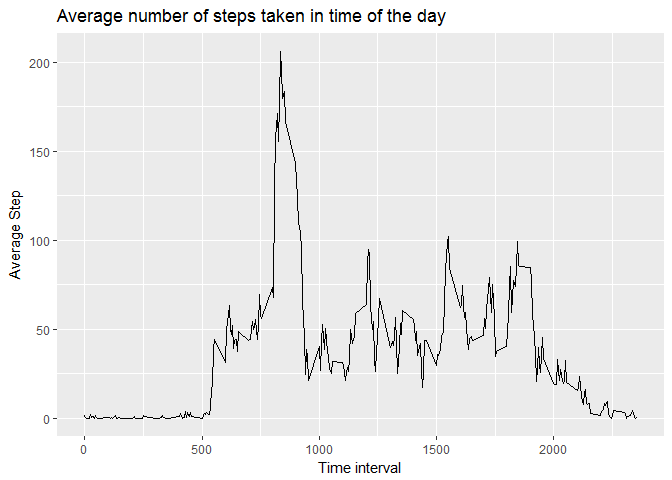 Average number of steps taken in time of the day
200
150
100
50
0
Average Step
0 500 1000 1500 2000
Time interval